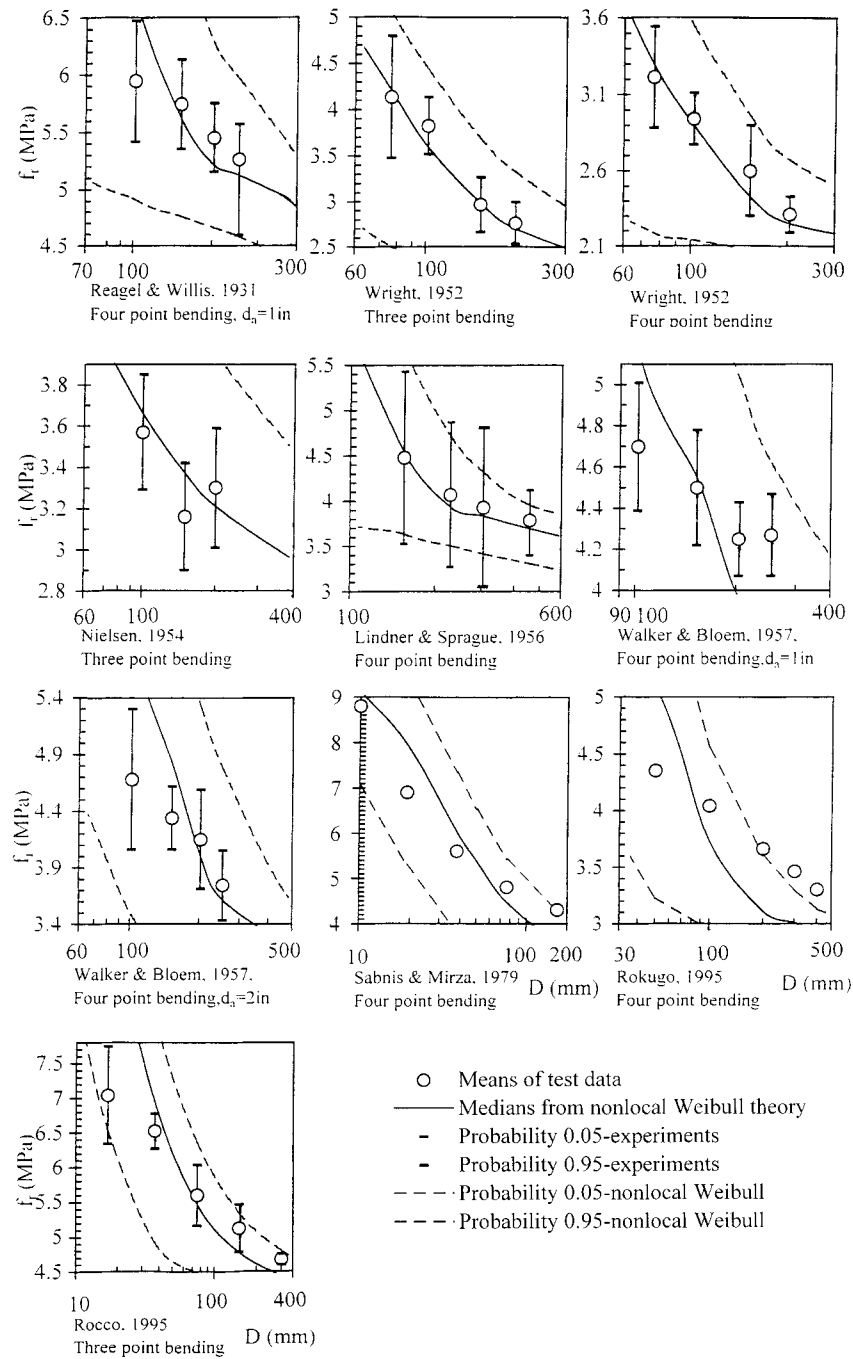 6.5
6
5.5
5
4.5
fr (MPa)
70
100
300
Reagel & Willis, 1931
Four point bending, da=1in
5
4.5
4
3.5
3
2.5
60
100
300
Wright, 1952
Three point bending
3.6
3.1
2.6
2.1
60
100
300
Wright, 1952
Four point bending
3.8
3.6
3.4
3.2
3
2.8
fr (MPa)
60
100
400
Nielsen, 1954
Three point bending
5.5
5
4.5
4
3.5
3
100
600
Lindner & Sprague, 1956
Four point bending
5
4.8
4.6
4.4
4.2
4
90 100
400
Walker & Bloem, 1957,
Four point bending,da=1in
5.4
4.9
4.4
3.9
3.4
fr (MPa)
60
100
500
Walker & Bloem, 1957,
Four point bending,da=2in
9
8
7
6
5
4
10
100 200
Sabnis & Mirza, 1979 D (mm)
Four point bending
5
4.5
4
3.5
3
30
100
500
Rokugo, 1995 D (mm)
Four point bending
7.5
7
6.5
6
5.5
5
4.5
fr (MPa)
10
100
400
Rocco, 1995 D (mm)
Three point bending
Means of test data
Medians from nonlocal Weibull theory
Probability 0.05-experiments
Probability 0.95-experiments
Probability 0.05-nonlocal Weibull
Probability 0.95-nonlocal Weibull